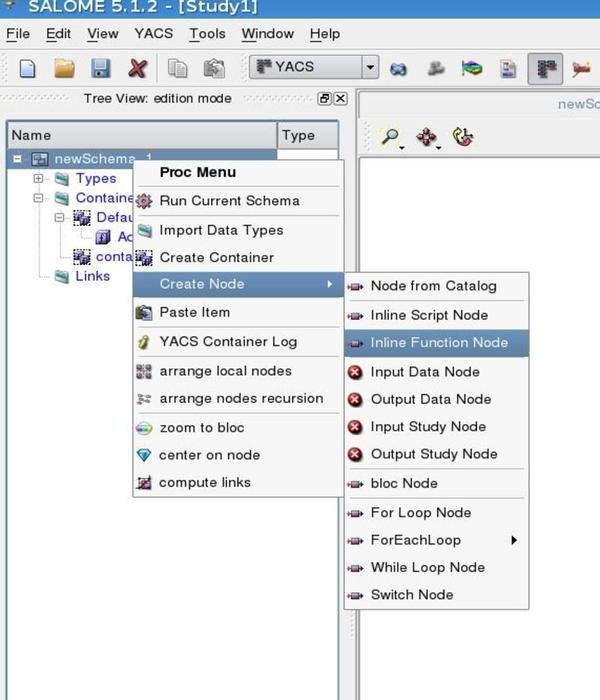 SALOME 5.1.2 - [Study1]
File Edit View YACS Tools Window Help
YACS
Tree View: edition mode
newSc
Name Type
newSchema_1
Types
Containe
Defau
Ac
conta
Links
Proc Menu
Run Current Schema
Import Data Types
Create Container
Create Node
Paste Item
YACS Container Log
arrange local nodes
arrange nodes recursion
zoom to bloc
center on node
compute links
Node from Catalog
Inline Script Node
Inline Function Node
Input Data Node
Output Data Node
Input Study Node
Output Study Node
bloc Node
For Loop Node
ForEachLoop
While Loop Node
Switch Node